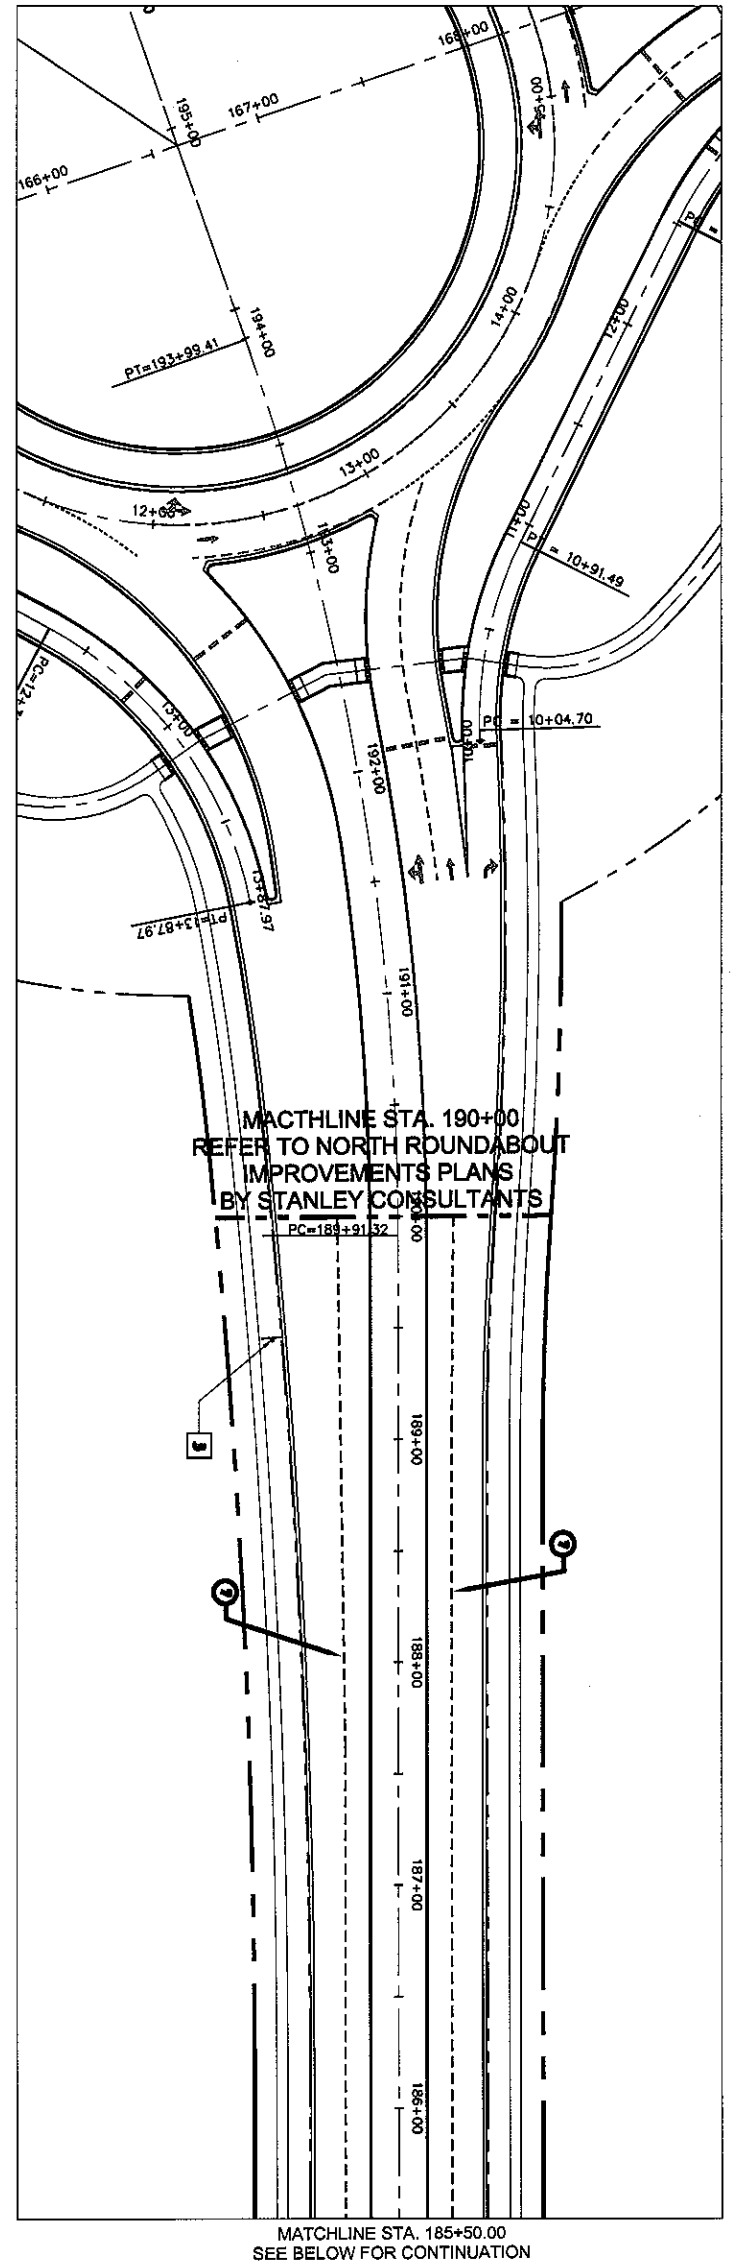 168+00
167+00
195+00
166+00
15+00
194+00
14+00
12+00
PT=193+99.41
13+00
12+00
193+00
11+00
= 10+91.49
13+00
PC = 10+04.70
10+00
192+00
13+87.97
PT=13+87.97
191+00
MACTHLINE STA. 190+00
REFER TO NORTH ROUNDABOUT
IMPROVEMENTS PLANS
BY STANLEY CONSULTANTS
PC=189+91.32
189+00
3
188+00
187+00
186+00
MATCHLINE STA. 185+50.00
SEE BELOW FOR CONTINUATION